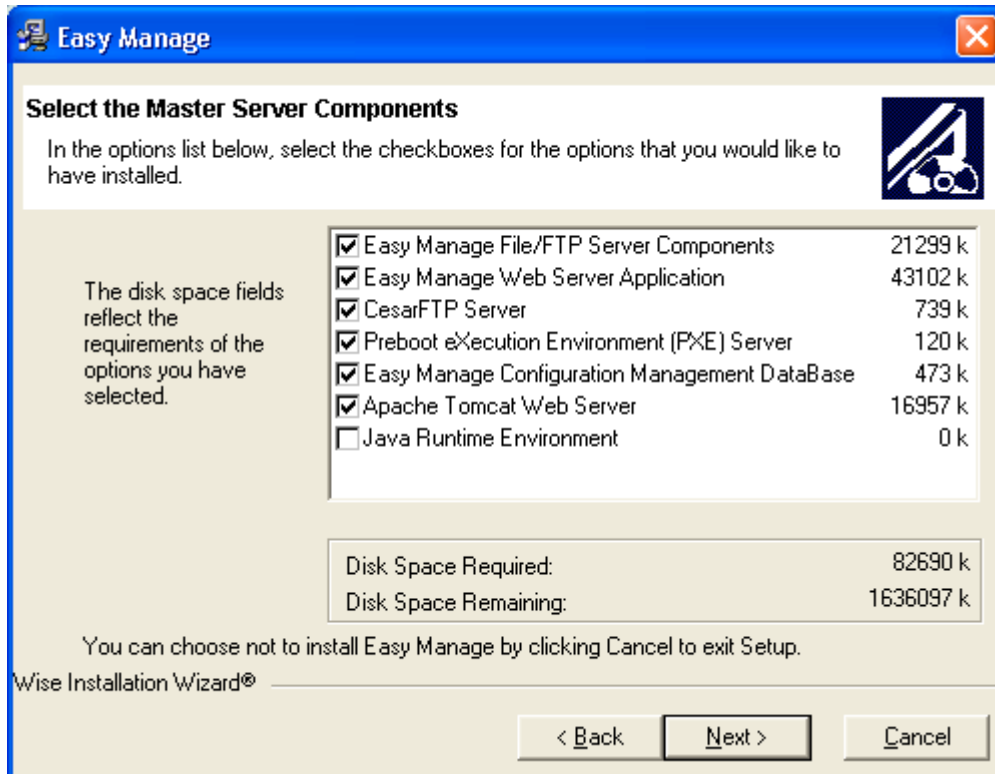 Easy Manage
Select the Master Server Components
In the options list below, select the checkboxes for the options that you would like to
have installed.
The disk space fields
reflect the
requirements of the
options you have
selected.
Easy Manage File/FTP Server Components 21299 k
Easy Manage Web Server Application 43102 k
CesarFTP Server 739 k
Preboot eXecution Environment (PXE) Server 120 k
Easy Manage Configuration Management DataBase 473 k
Apache Tomcat Web Server 16957 k
Java Runtime Environment 0 k
Disk Space Required: 82690 k
Disk Space Remaining: 1636097 k
You can choose not to install Easy Manage by clicking Cancel to exit Setup.
Wise Installation Wizard®
< Back Next > Cancel